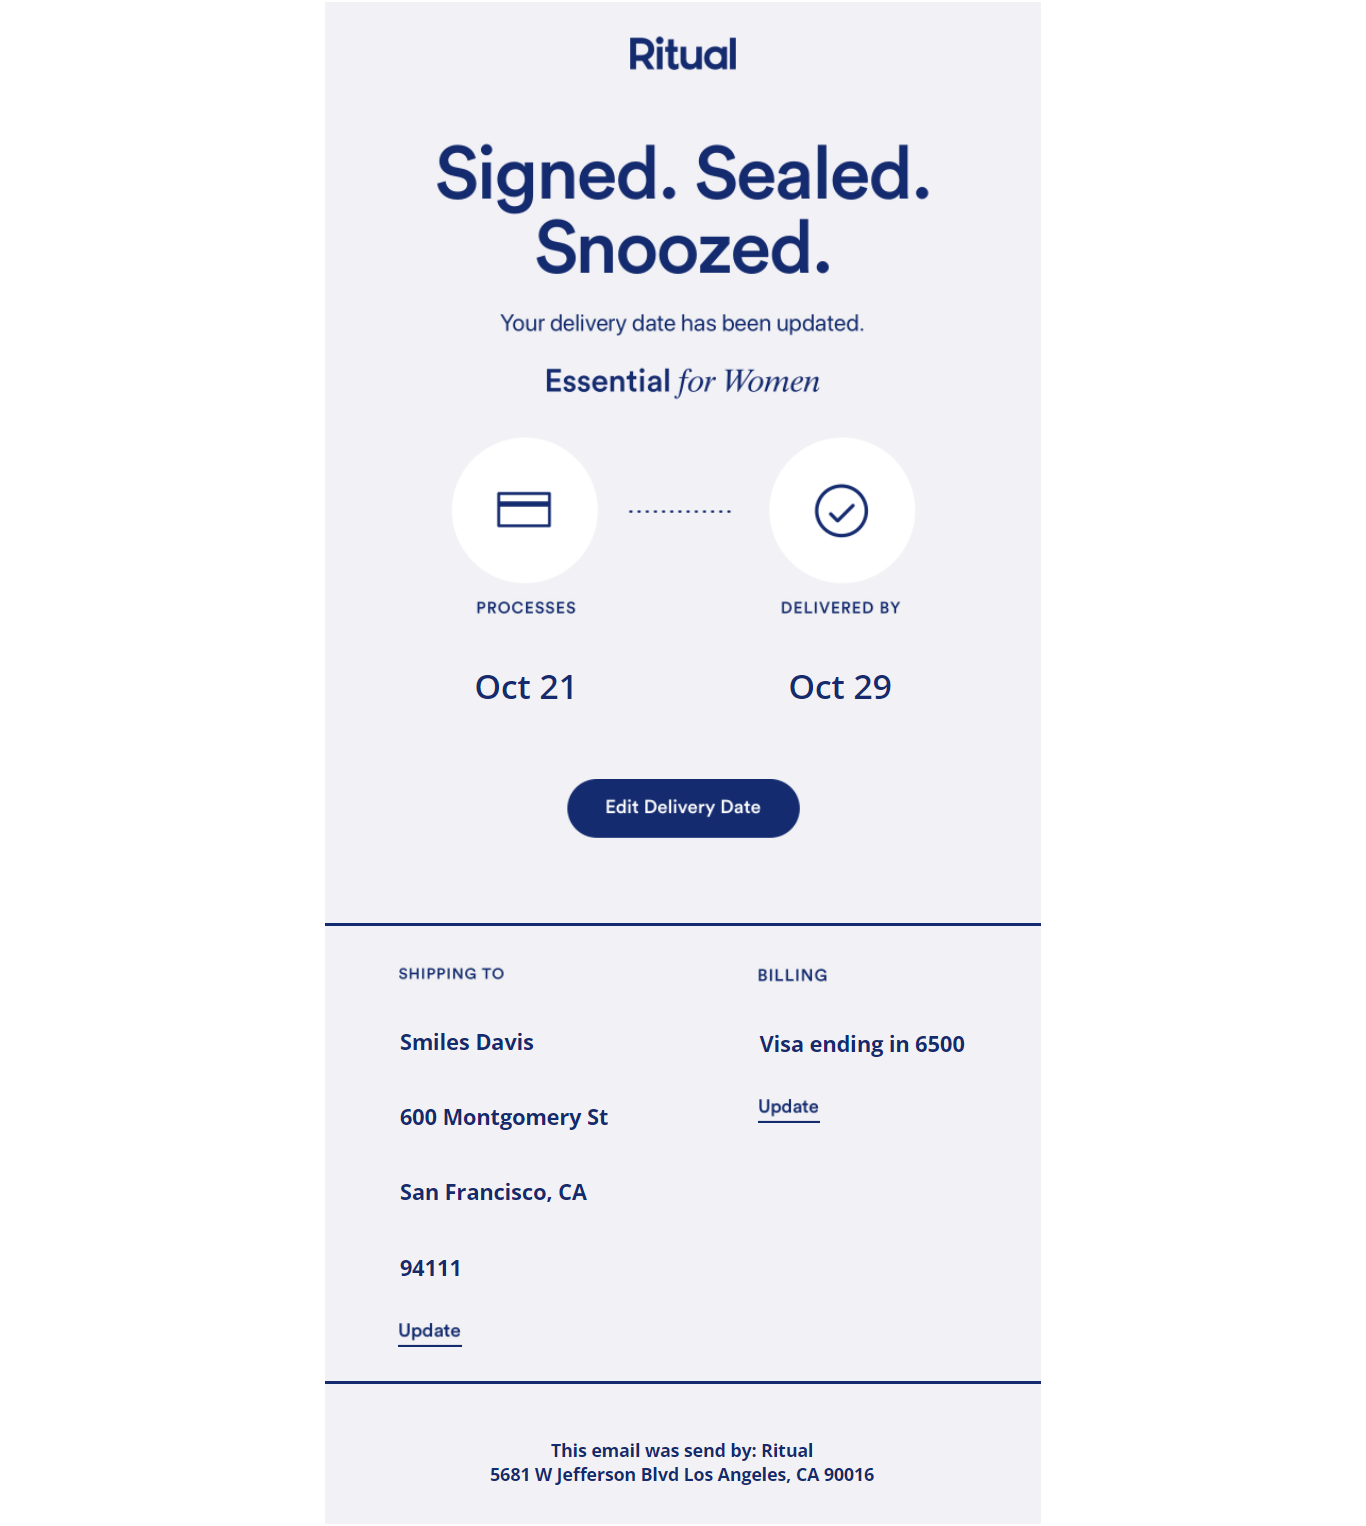 Ritual
Signed. Sealed.
Snoozed.
Your delivery date has been updated.
Essential for Women
PROCESSES
DELIVERED BY
Oct 21
Oct 29
Edit Delivery Date
SHIPPING TO
Smiles Davis
600 Montgomery St
San Francisco, CA
94111
Update
BILLING
Visa ending in 6500
Update
This email was send by: Ritual
5681 W Jefferson Blvd Los Angeles, CA 90016